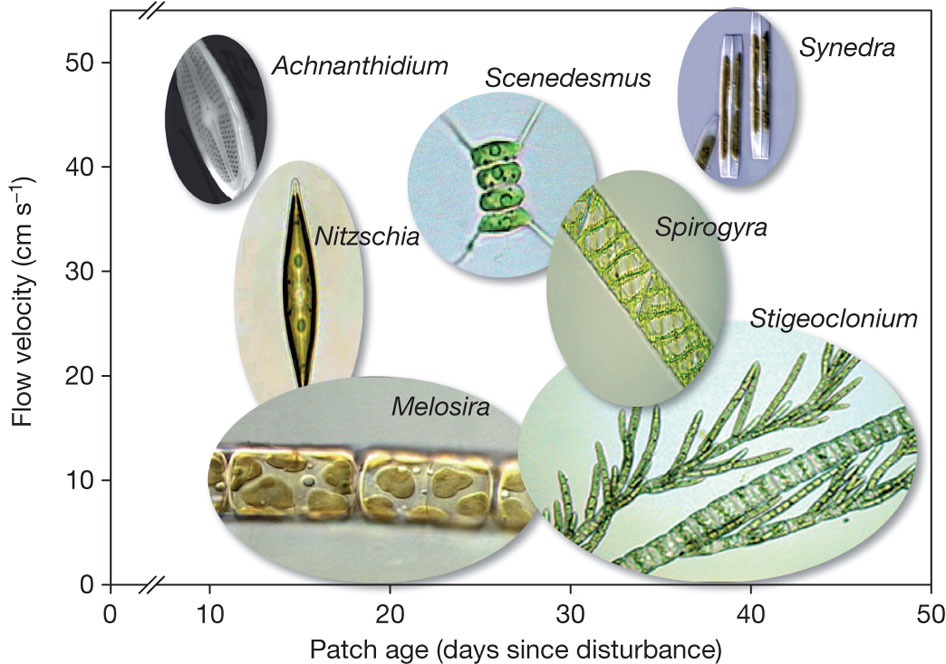 50
40
30
20
10
0
Flow velocity (cm s⁻¹)
Achnanthidium
Scenedesmus
Synedra
Nitzschia
Spirogyra
Stigeoclonium
Melosira
0 10 20 30 40 50
Patch age (days since disturbance)